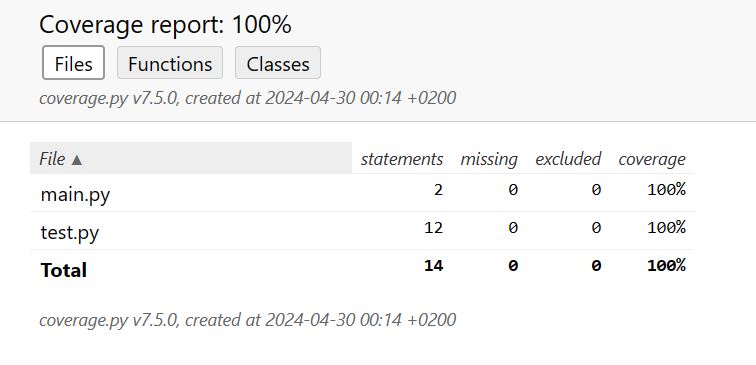 Coverage report: 100%
Files Functions Classes
coverage.py v7.5.0, created at 2024-04-30 00:14 +0200
File ▲ statements missing excluded coverage
main.py 2 0 0 100%
test.py 12 0 0 100%
Total 14 0 0 100%
coverage.py v7.5.0, created at 2024-04-30 00:14 +0200